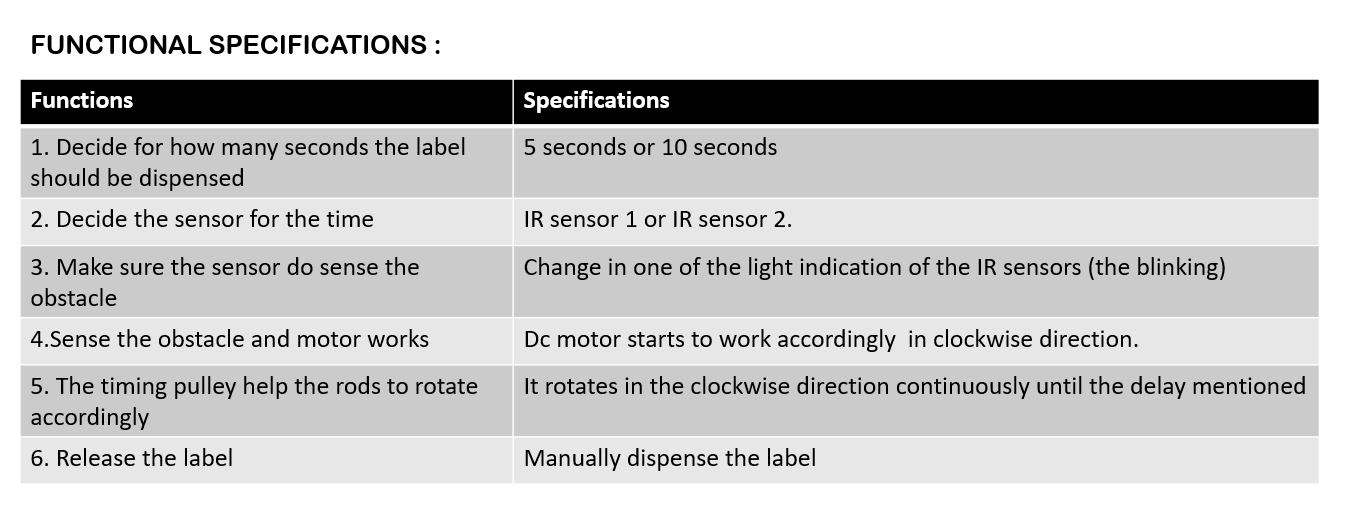 FUNCTIONAL SPECIFICATIONS :
Functions
Specifications
1. Decide for how many seconds the label
should be dispensed
5 seconds or 10 seconds
2. Decide the sensor for the time
IR sensor 1 or IR sensor 2.
3. Make sure the sensor do sense the
obstacle
Change in one of the light indication of the IR sensors (the blinking)
4.Sense the obstacle and motor works
Dc motor starts to work accordingly  in clockwise direction.
5. The timing pulley help the rods to rotate
accordingly
It rotates in the clockwise direction continuously until the delay mentioned
6. Release the label
Manually dispense the label